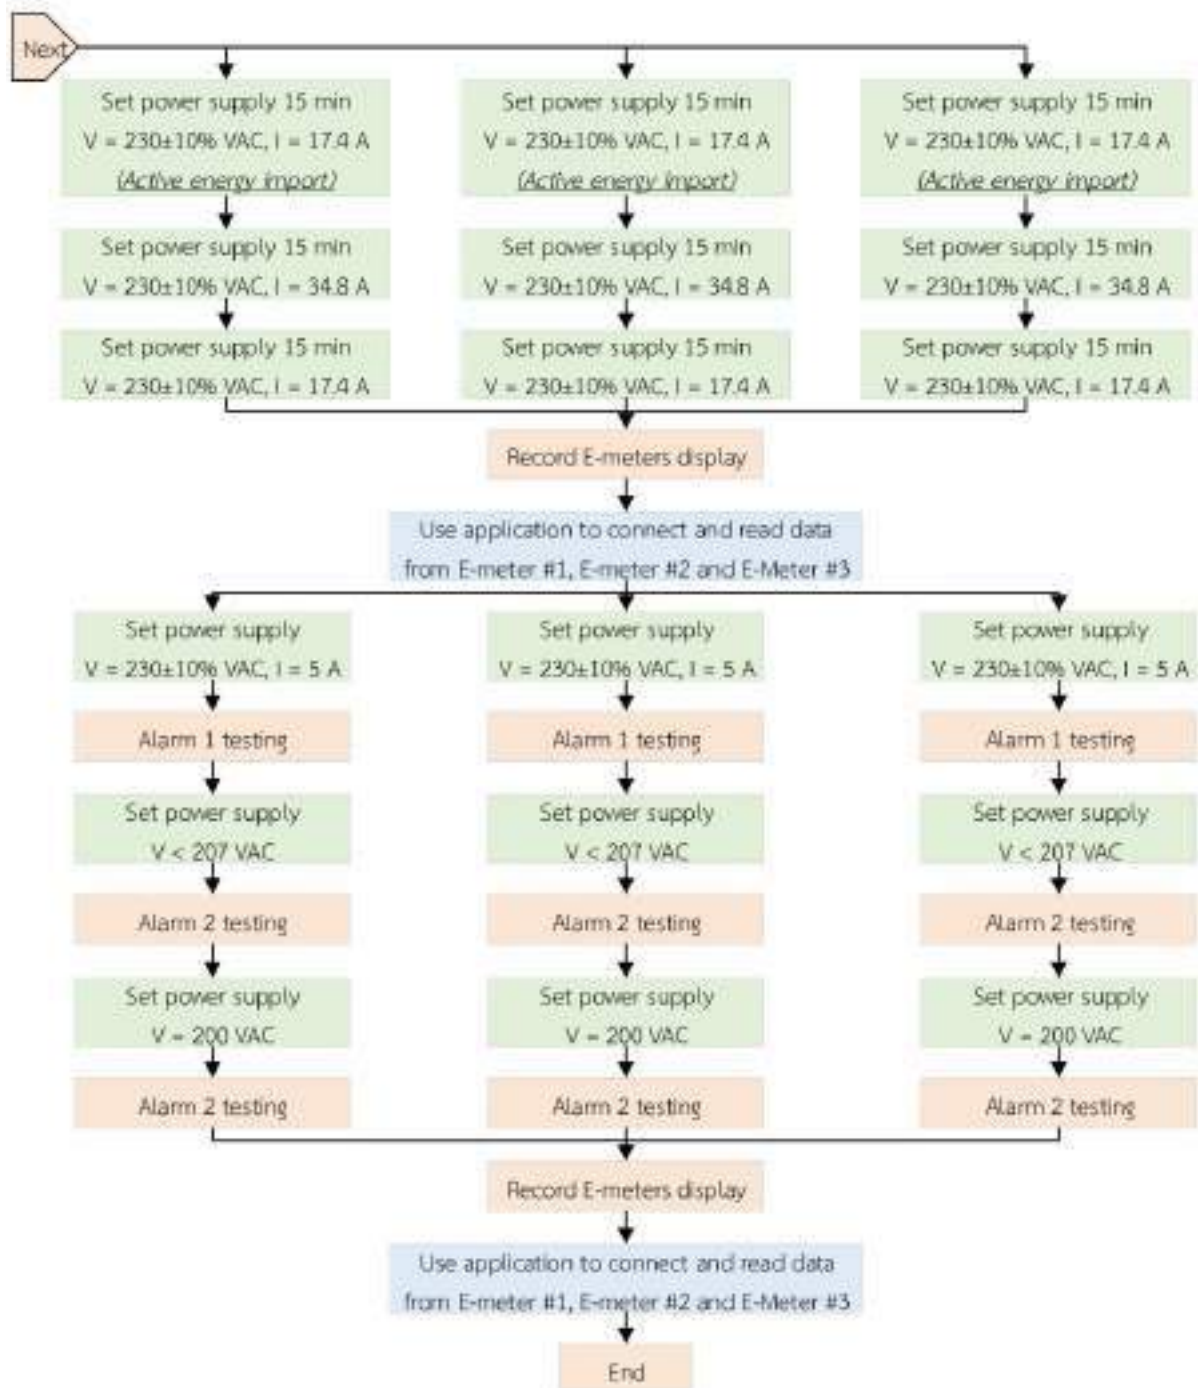 Next
Set power supply 15 min
V = 230±10% VAC, I = 17.4 A
(Active energy import)
Set power supply 15 min
V = 230±10% VAC, I = 17.4 A
(Active energy import)
Set power supply 15 min
V = 230±10% VAC, I = 17.4 A
(Active energy import)
Set power supply 15 min
V = 230±10% VAC, I = 34.8 A
Set power supply 15 min
V = 230±10% VAC, I = 34.8 A
Set power supply 15 min
V = 230±10% VAC, I = 34.8 A
Set power supply 15 min
V = 230±10% VAC, I = 17.4 A
Set power supply 15 min
V = 230±10% VAC, I = 17.4 A
Set power supply 15 min
V = 230±10% VAC, I = 17.4 A
Record E-meters display
Use application to connect and read data
from E-meter #1, E-meter #2 and E-Meter #3
Set power supply
V = 230±10% VAC, I = 5 A
Set power supply
V = 230±10% VAC, I = 5 A
Set power supply
V = 230±10% VAC, I = 5 A
Alarm 1 testing
Alarm 1 testing
Alarm 1 testing
Set power supply
V < 207 VAC
Set power supply
V < 207 VAC
Set power supply
V < 207 VAC
Alarm 2 testing
Alarm 2 testing
Alarm 2 testing
Set power supply
V = 200 VAC
Set power supply
V = 200 VAC
Set power supply
V = 200 VAC
Alarm 2 testing
Alarm 2 testing
Alarm 2 testing
Record E-meters display
Use application to connect and read data
from E-meter #1, E-meter #2 and E-Meter #3
End